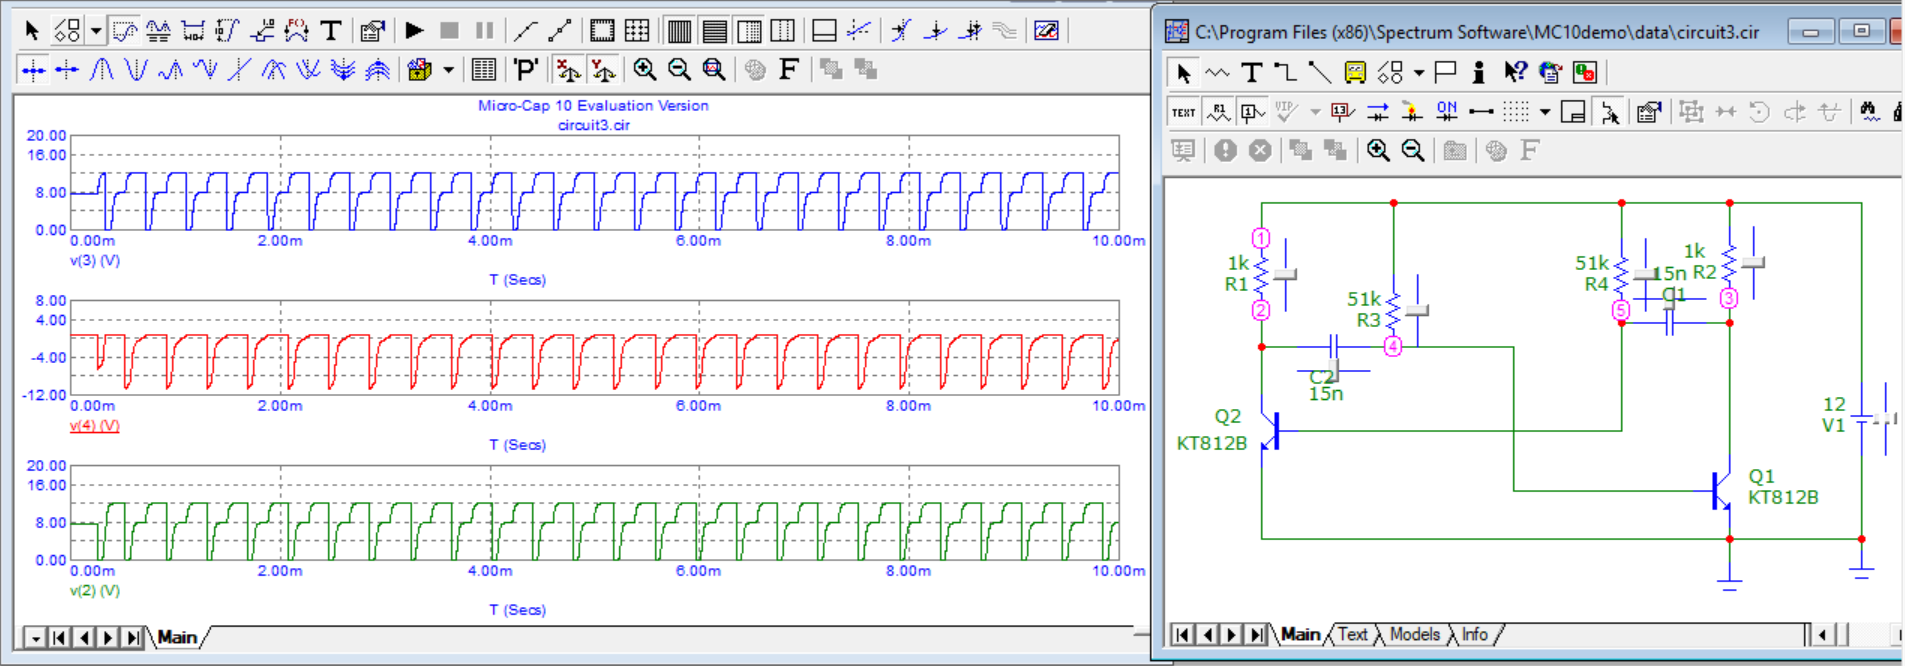 T
'P'
F
Micro-Cap 10 Evaluation Version
circuit3.cir
20.00
16.00
8.00
0.00
0.00m 2.00m 4.00m 6.00m 8.00m 10.00m
v(3) (V)
T (Secs)
8.00
4.00
-4.00
-12.00
0.00m 2.00m 4.00m 6.00m 8.00m 10.00m
v(4) (V)
T (Secs)
20.00
16.00
8.00
0.00
0.00m 2.00m 4.00m 6.00m 8.00m 10.00m
v(2) (V)
T (Secs)
Main
C:\Program Files (x86)\Spectrum Software\MC10demo\data\circuit3.cir
T
TEXT R1 1 VIP 13 ON
F
1
1k
R1
2
51k
R3
4
C2
15n
51k
R4
5
15n
C1
1k
R2
3
Q2
KT812B
Q1
KT812B
12
V1
Main Text Models Info